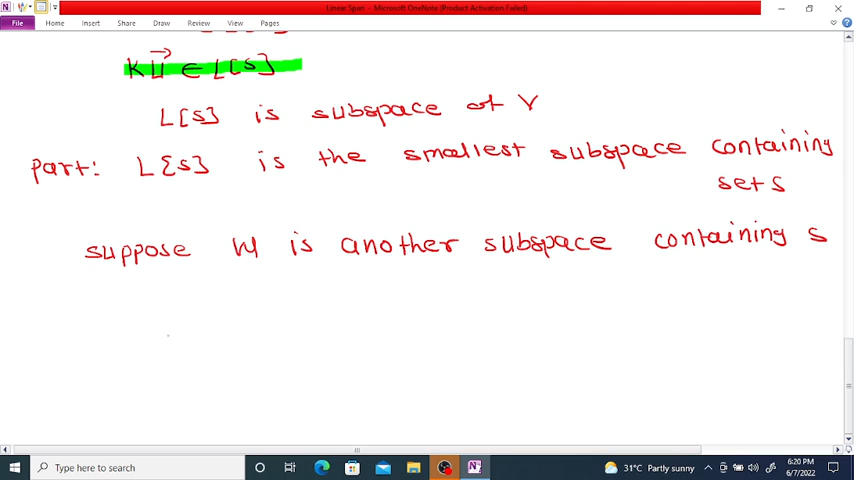 Linear Span - Microsoft OneNote (Product Activation Failed)
File Home Insert Share Draw History Review View Pages
K u⃗ ∈ L[S]
L[S] is subspace of V
part: L{S} is the smallest subspace containing
set S
suppose W is another subspace containing S
Type here to search
31°C Partly sunny
6:20 PM
6/7/2022